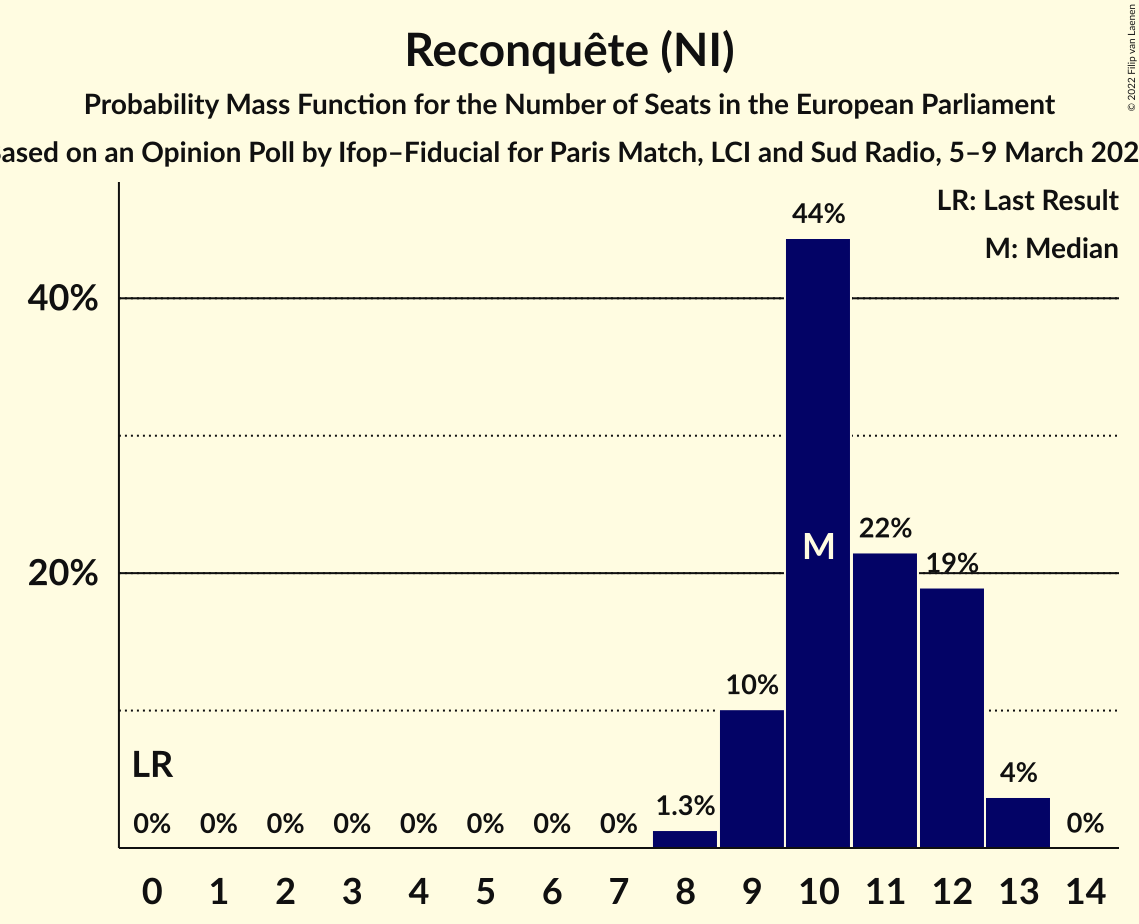 Reconquête (NI)
Probability Mass Function for the Number of Seats in the European Parliament
ased on an Opinion Poll by Ifop–Fiducial for Paris Match, LCI and Sud Radio, 5–9 March 202
© 2022 Filip van Laenen
LR: Last Result
M: Median
44%
40%
M
22%
20%
19%
10%
LR
4%
1.3%
0% 0% 0% 0% 0% 0% 0% 0% 0%
0 1 2 3 4 5 6 7 8 9 10 11 12 13 14